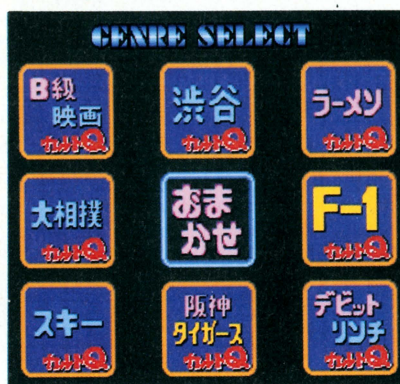 GENRE SELECT
B級
映画
カルトQ
渋谷
カルトQ
ラーメン
カルトQ
大相撲
カルトQ
おま
かせ
F-1
カルトQ
スキー
カルトQ
阪神
タイガース
カルトQ
デビット
リンチ
カルトQ